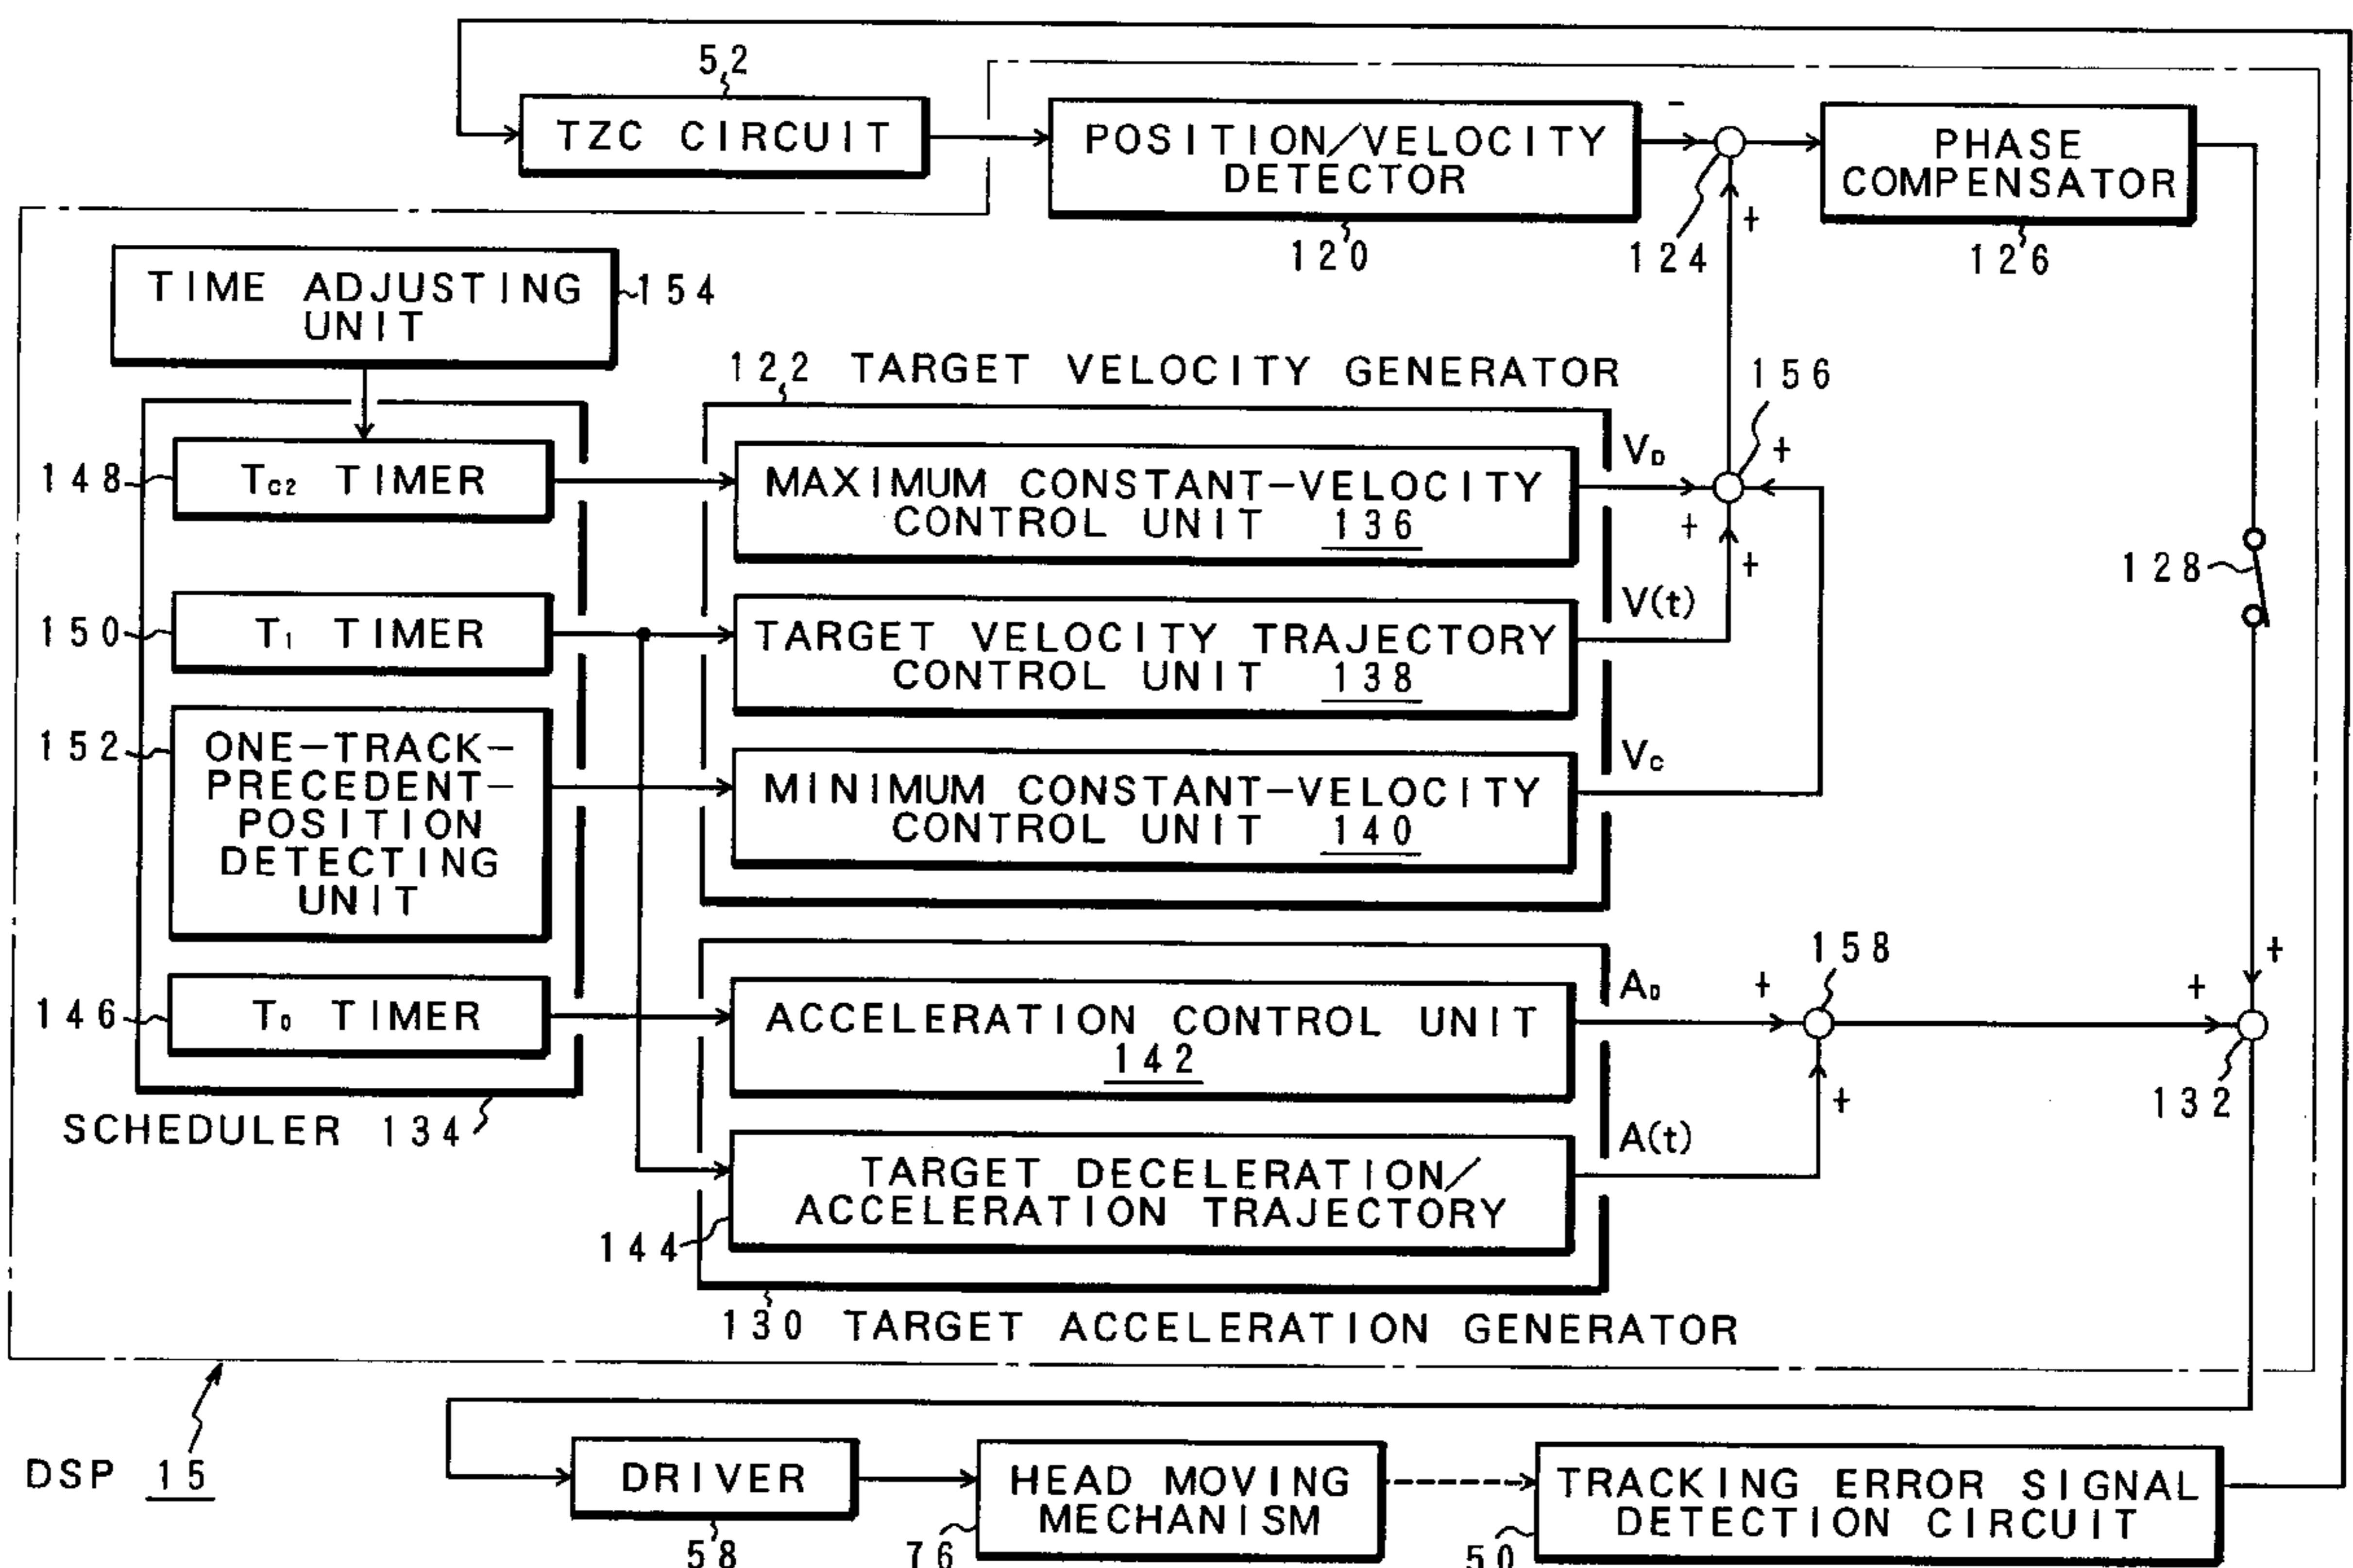 52
TZC CIRCUIT
POSITION/VELOCITY
DETECTOR
120
-
+
124
PHASE
COMPENSATOR
126
TIME ADJUSTING
UNIT
154
122 TARGET VELOCITY GENERATOR
156
148
Tc2 TIMER
MAXIMUM CONSTANT-VELOCITY
CONTROL UNIT 136
VD
+
+
+
128
150
T1 TIMER
TARGET VELOCITY TRAJECTORY
CONTROL UNIT 138
V(t)
152
ONE-TRACK-
PRECEDENT-
POSITION
DETECTING
UNIT
MINIMUM CONSTANT-VELOCITY
CONTROL UNIT 140
VC
146
T0 TIMER
ACCELERATION CONTROL UNIT
142
AD
+
158
+
+
+
132
SCHEDULER 134
TARGET DECELERATION/
ACCELERATION TRAJECTORY
144
A(t)
130 TARGET ACCELERATION GENERATOR
DSP 15
DRIVER
58
HEAD MOVING
MECHANISM
76
TRACKING ERROR SIGNAL
DETECTION CIRCUIT
50